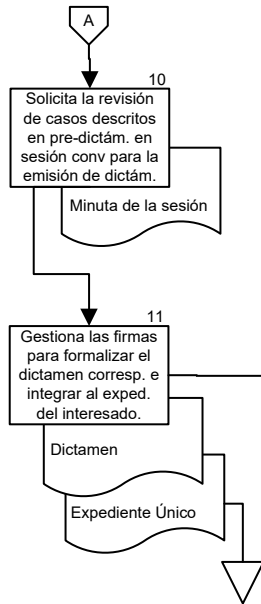 A
10
Solicita la revisión
de casos descritos
en pre-dictám. en
sesión conv para la
emisión de dictám.
Minuta de la sesión
11
Gestiona las firmas
para formalizar el
dictamen corresp. e
integrar al exped.
del interesado.
Dictamen
Expediente Único